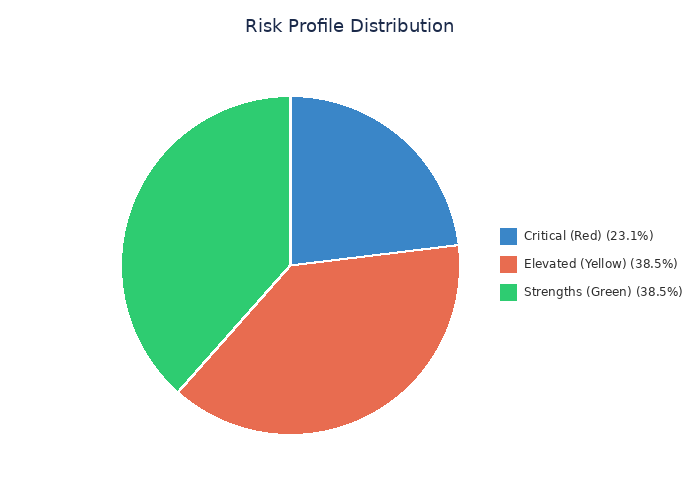 Risk Profile Distribution
Critical (Red) (23.1%)
Elevated (Yellow) (38.5%)
Strengths (Green) (38.5%)